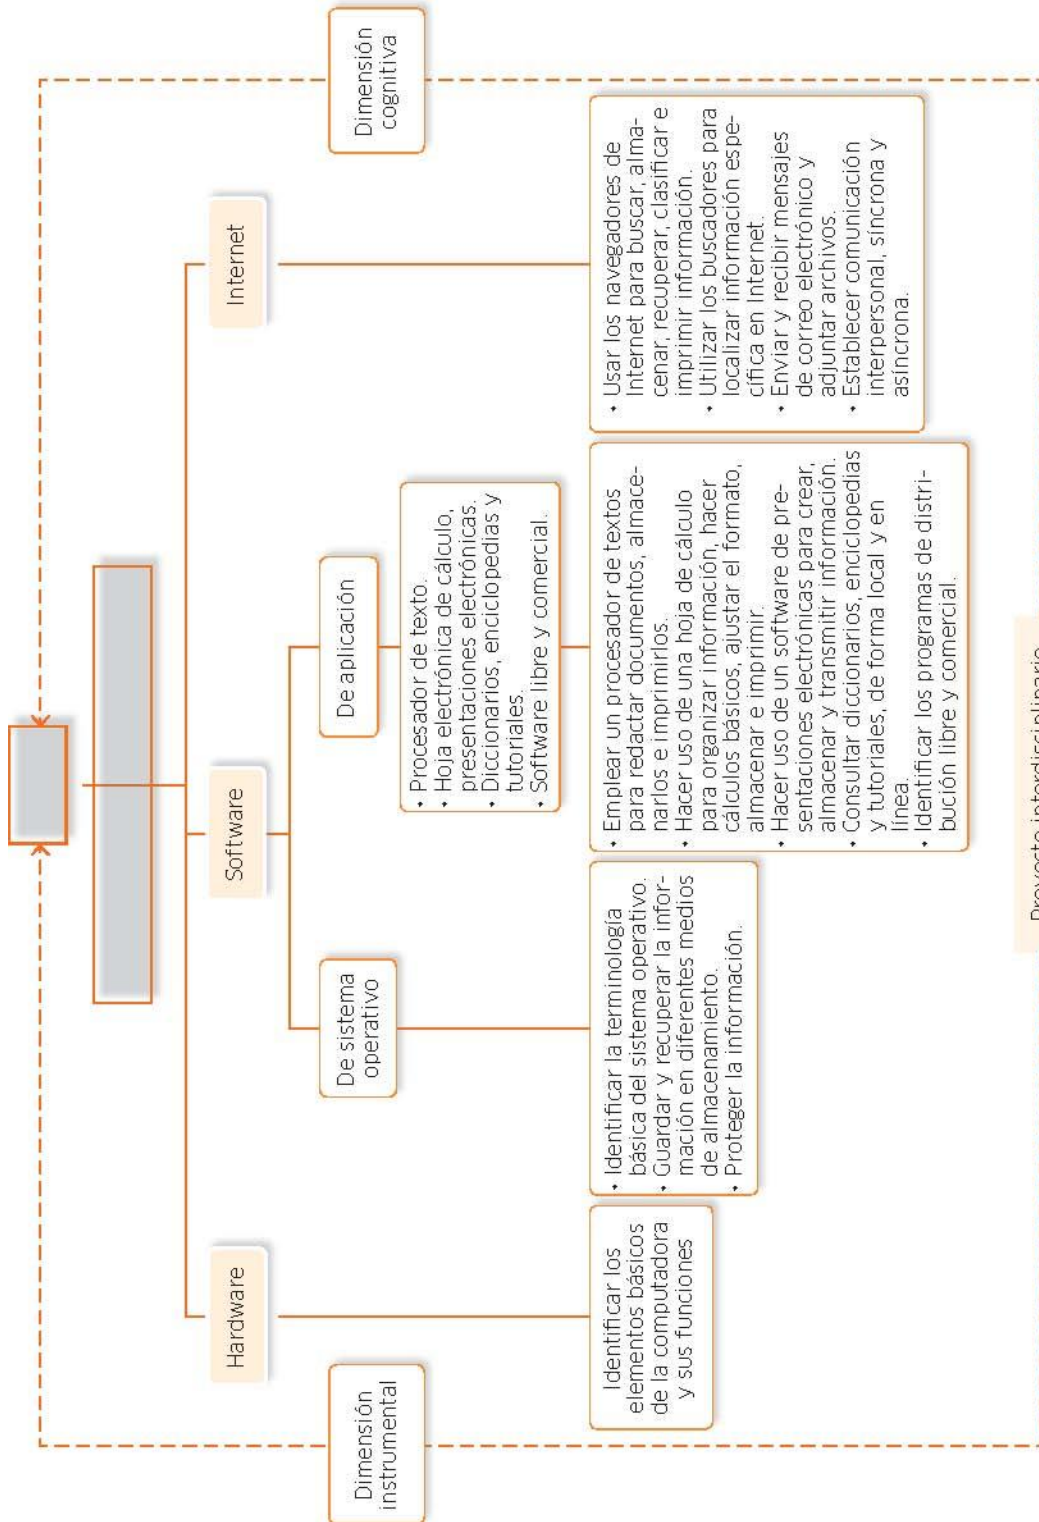 Hardware
Software
Internet
Dimensión
instrumental
De sistema
operativo
De aplicación
Dimensión
cognitiva
• Procesador de texto.
• Hoja electrónica de cálculo,
presentaciones electrónicas.
• Diccionarios, enciclopedias y
tutoriales.
• Software libre y comercial.
Identificar los
elementos básicos
de la computadora
y sus funciones
• Identificar la terminología
básica del sistema operativo.
• Guardar y recuperar la infor-
mación en diferentes medios
de almacenamiento.
• Proteger la información.
• Emplear un procesador de textos
para redactar documentos, almace-
narlos e imprimirlos.
• Hacer uso de una hoja de cálculo
para organizar información, hacer
cálculos básicos, ajustar el formato,
almacenar e imprimir.
• Hacer uso de un software de pre-
sentaciones electrónicas para crear,
almacenar y transmitir información.
• Consultar diccionarios, enciclopedias
y tutoriales, de forma local y en
línea.
• Identificar los programas de distri-
bución libre y comercial.
• Usar los navegadores de
Internet para buscar, alma-
cenar, recuperar, clasificar e
imprimir información.
• Utilizar los buscadores para
localizar información espe-
cífica en Internet.
• Enviar y recibir mensajes
de correo electrónico y
adjuntar archivos.
• Establecer comunicación
interpersonal, síncrona y
asíncrona.
Proyecto interdisciplinario